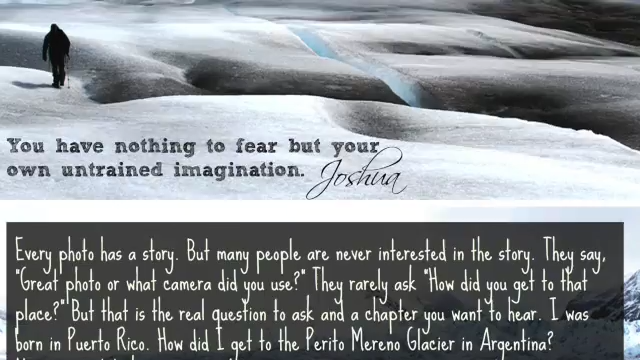 You have nothing to fear but your
own untrained imagination.
Joshua
Every photo has a story. But many people are never interested in the story. They say,
"Great photo or what camera did you use?" They rarely ask "How did you get to that
place?" But that is the real question to ask and a chapter you want to hear. I was
born in Puerto Rico. How did I get to the Perito Mereno Glacier in Argentina?